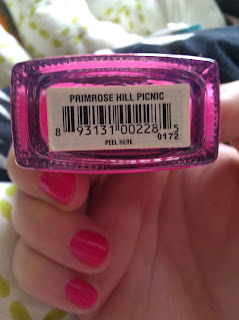 PRIMROSE HILL PICNIC
8 93131 00228 5
0172
PEEL HERE